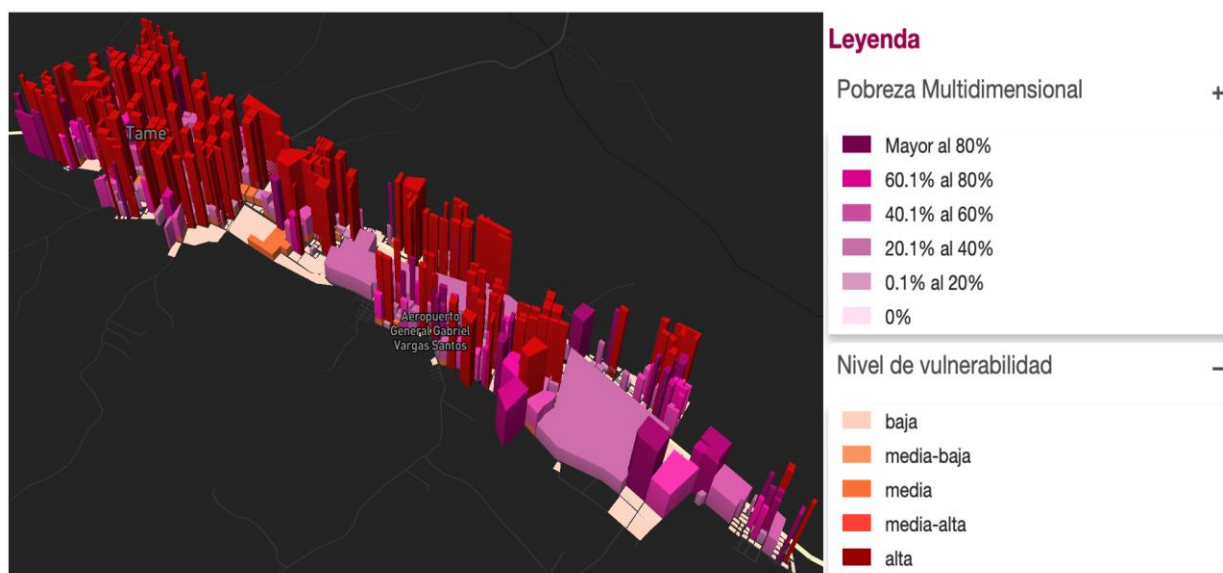 Tame
Aeropuerto
General Gabriel
Vargas Santos
Leyenda
Pobreza Multidimensional +
Mayor al 80%
60.1% al 80%
40.1% al 60%
20.1% al 40%
0.1% al 20%
0%
Nivel de vulnerabilidad –
baja
media-baja
media
media-alta
alta